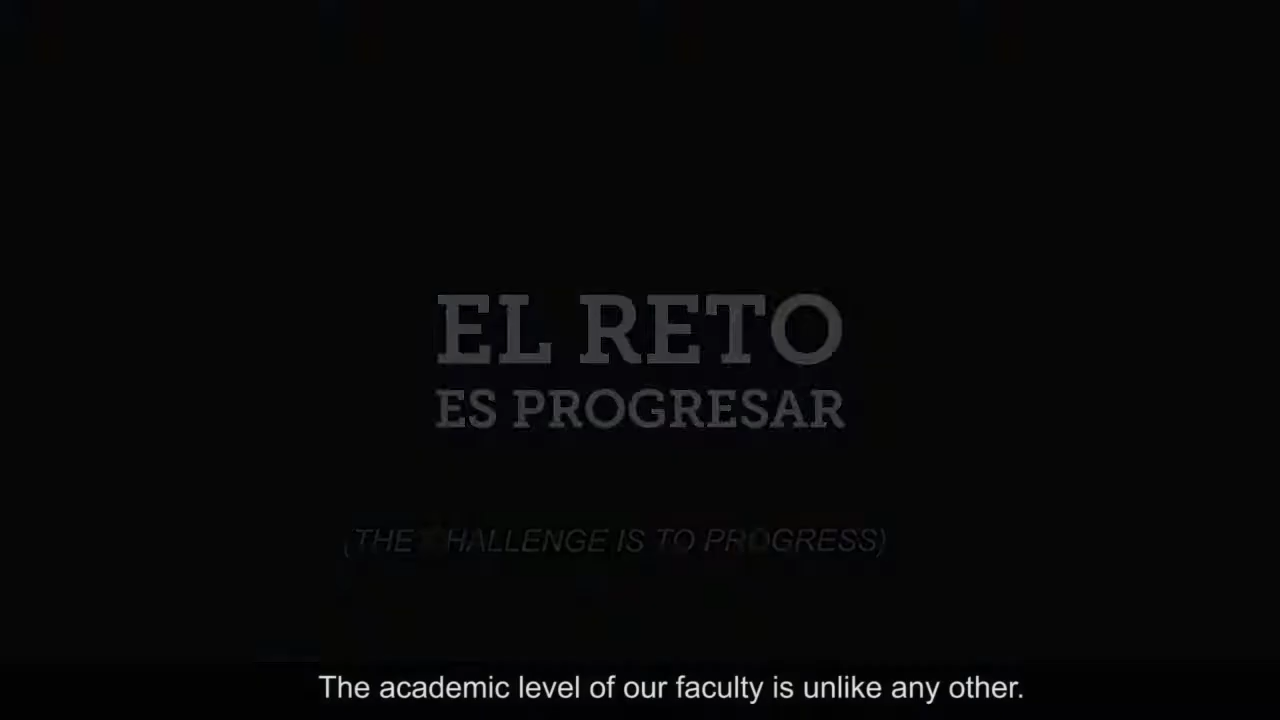 EL RETO
ES PROGRESAR
(THE CHALLENGE IS TO PROGRESS)
The academic level of our faculty is unlike any other.